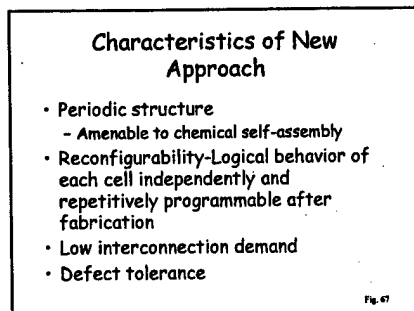 Characteristics of New
Approach
• Periodic structure
– Amenable to chemical self-assembly
• Reconfigurability-Logical behavior of
each cell independently and
repetitively programmable after
fabrication
• Low interconnection demand
• Defect tolerance
Fig. 67